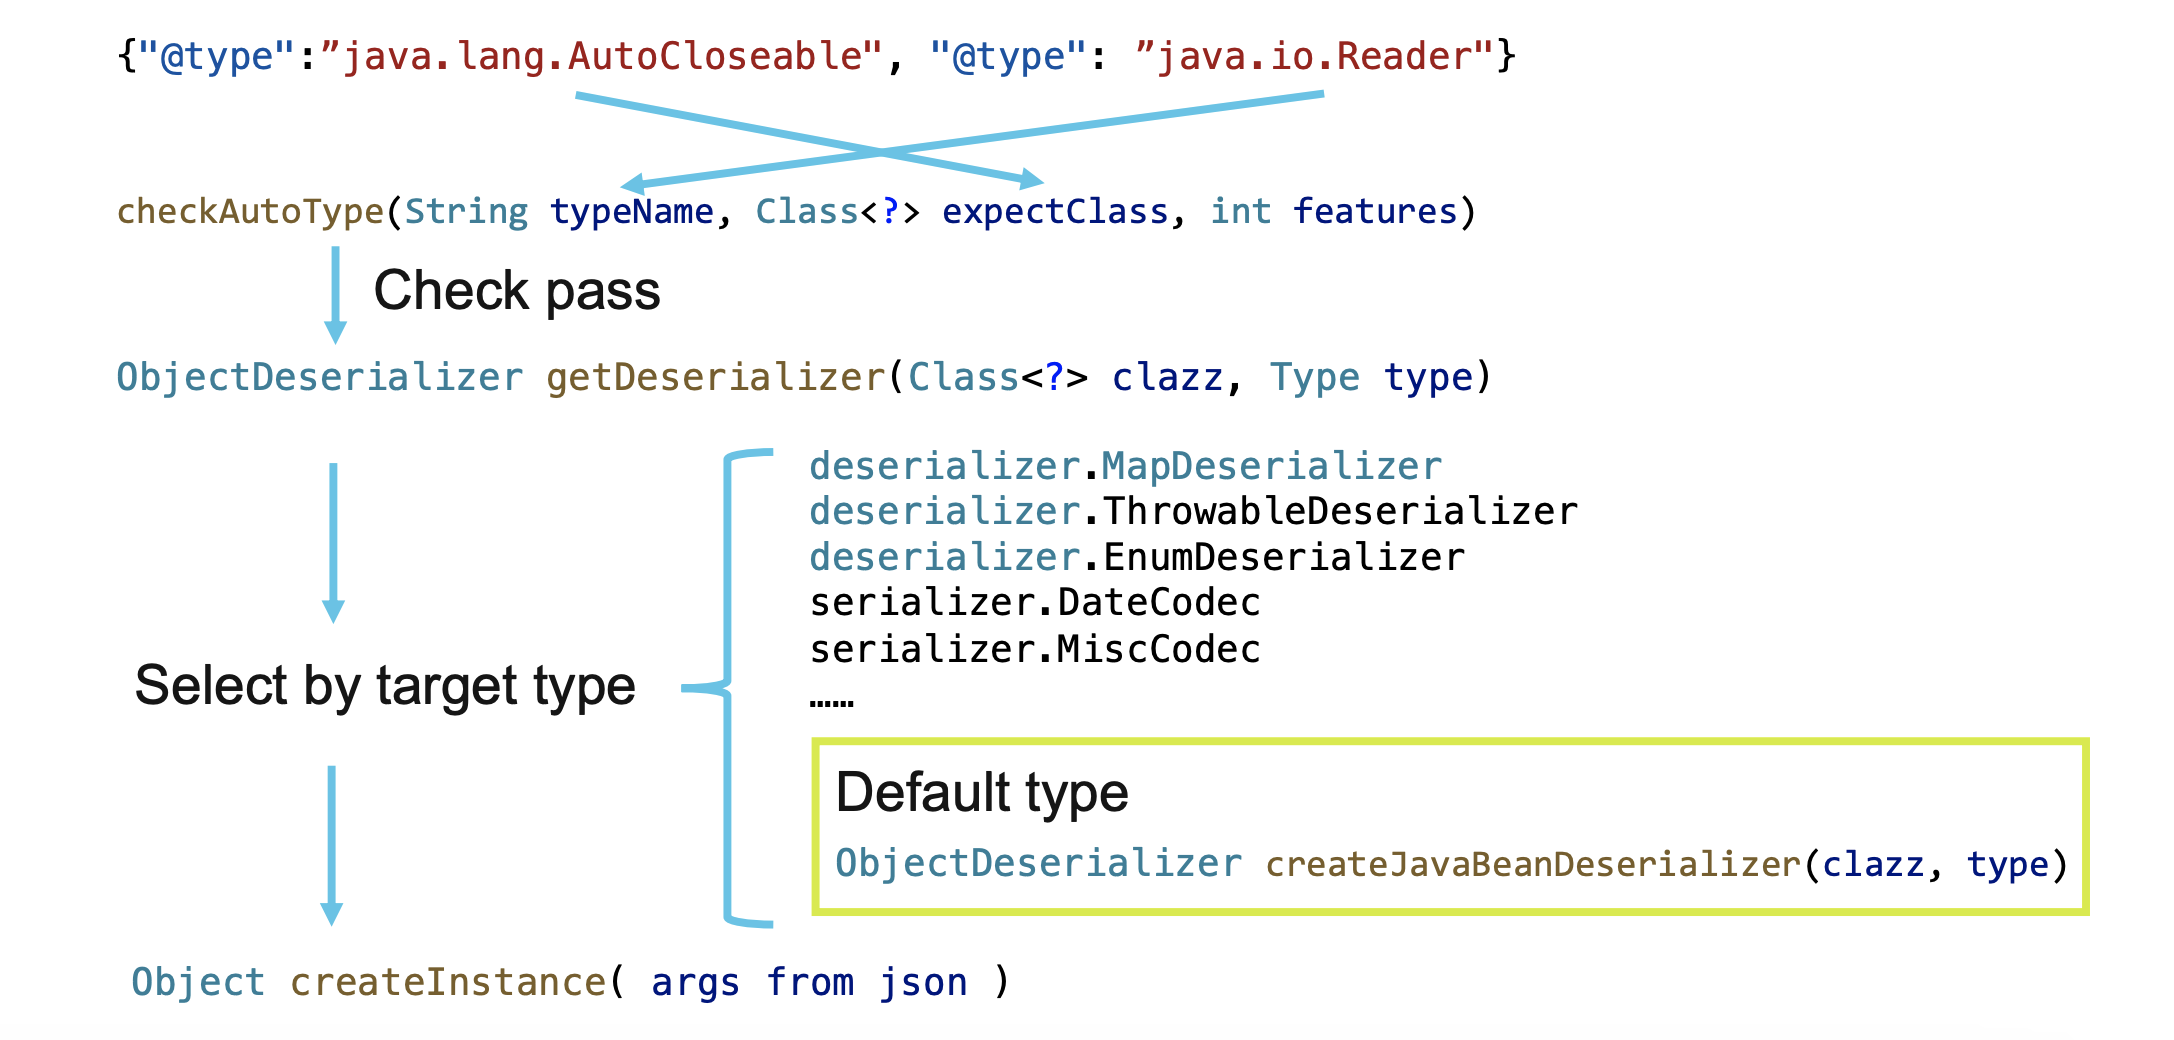 {"@type":”java.lang.AutoCloseable", "@type": ”java.io.Reader"}
checkAutoType(String typeName, Class<?> expectClass, int features)
Check pass
ObjectDeserializer getDeserializer(Class<?> clazz, Type type)
deserializer.MapDeserializer
deserializer.ThrowableDeserializer
deserializer.EnumDeserializer
serializer.DateCodec
serializer.MiscCodec
……
Select by target type
Default type
ObjectDeserializer createJavaBeanDeserializer(clazz, type)
Object createInstance( args from json )